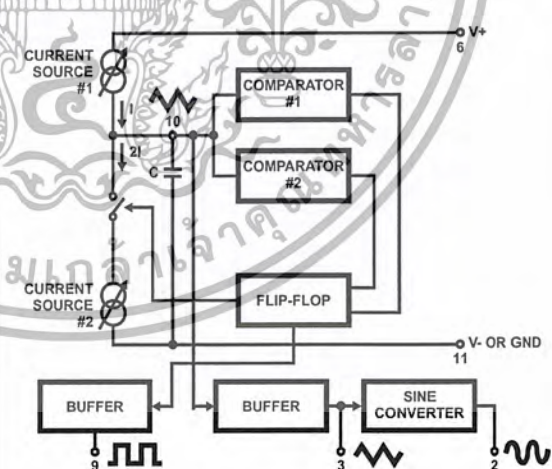 V+
6
CURRENT
SOURCE
#1
I
10
2I
C
COMPARATOR
#1
COMPARATOR
#2
FLIP-FLOP
CURRENT
SOURCE
#2
V- OR GND
11
BUFFER
BUFFER
SINE
CONVERTER
9
3
2